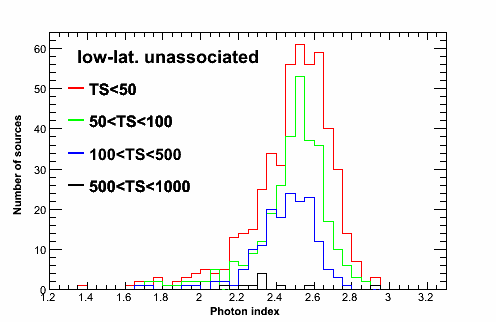 low-lat. unassociated
TS<50
50<TS<100
100<TS<500
500<TS<1000
Number of sources
60
50
40
30
20
10
0
1.2 1.4 1.6 1.8 2 2.2 2.4 2.6 2.8 3 3.2
Photon index